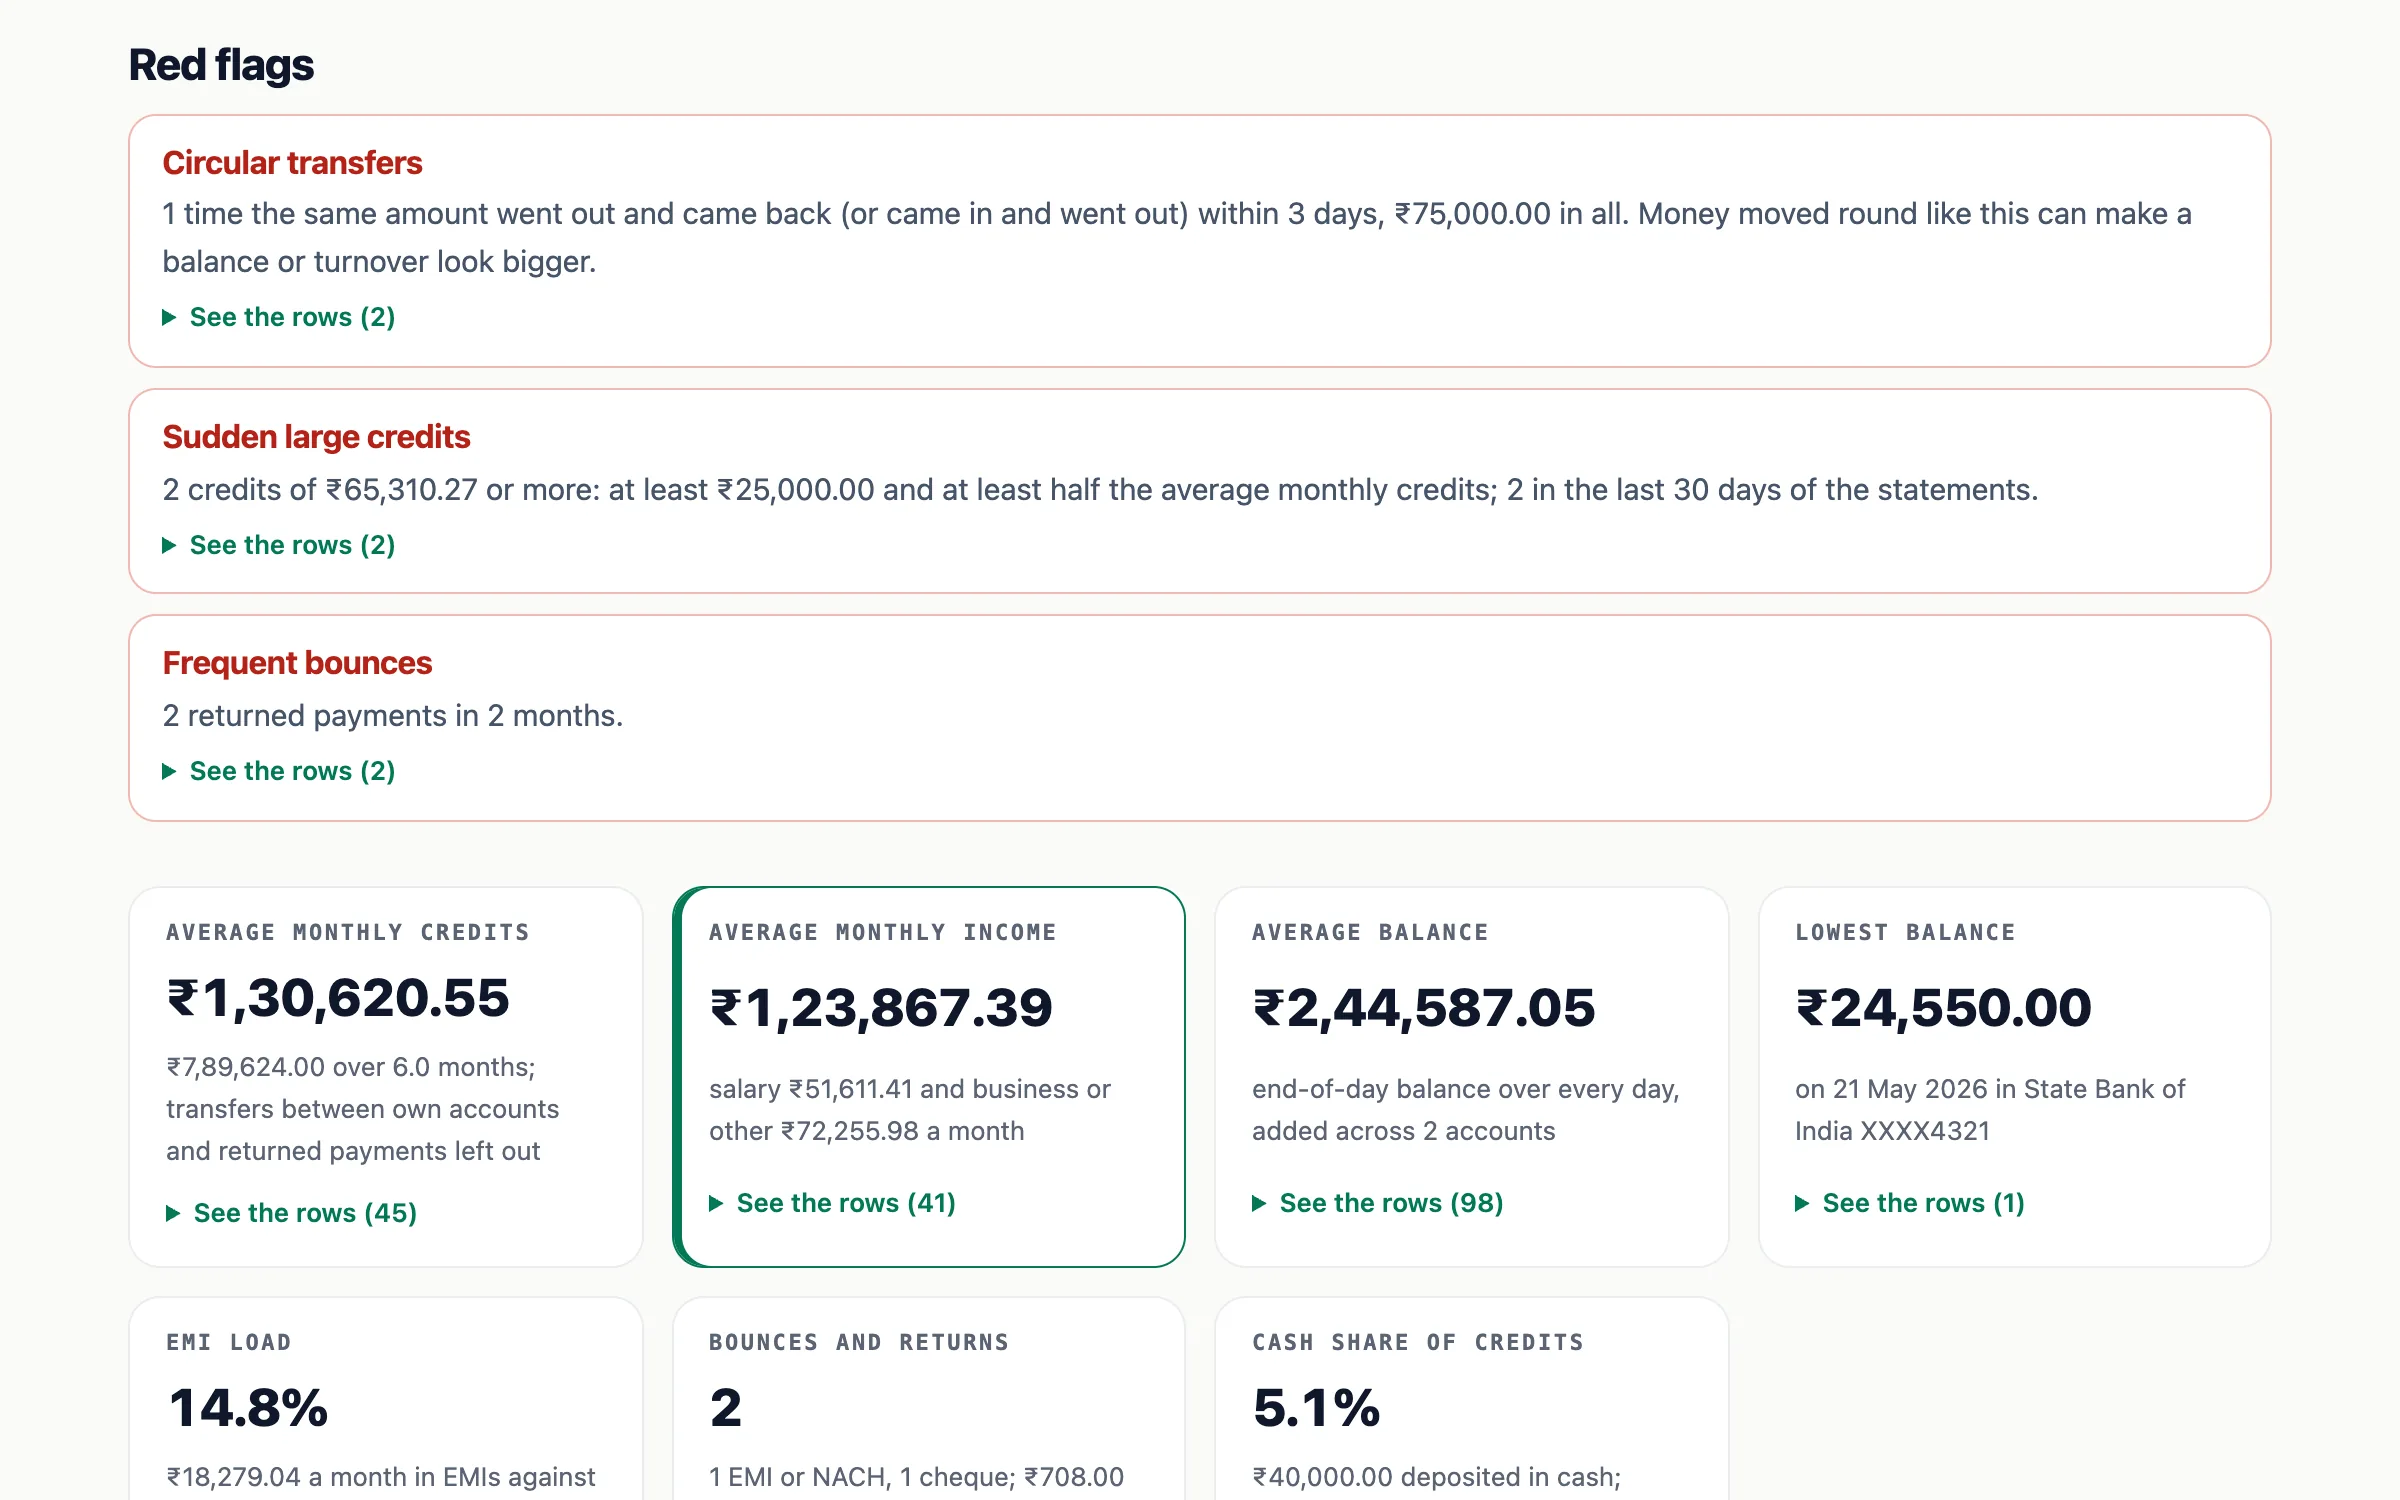 Red flags
Circular transfers
1 time the same amount went out and came back (or came in and went out) within 3 days, ₹75,000.00 in all. Money moved round like this can make a
balance or turnover look bigger.
▶ See the rows (2)
Sudden large credits
2 credits of ₹65,310.27 or more: at least ₹25,000.00 and at least half the average monthly credits; 2 in the last 30 days of the statements.
▶ See the rows (2)
Frequent bounces
2 returned payments in 2 months.
▶ See the rows (2)
AVERAGE MONTHLY CREDITS
₹1,30,620.55
₹7,89,624.00 over 6.0 months;
transfers between own accounts
and returned payments left out
▶ See the rows (45)
AVERAGE MONTHLY INCOME
₹1,23,867.39
salary ₹51,611.41 and business or
other ₹72,255.98 a month
▶ See the rows (41)
AVERAGE BALANCE
₹2,44,587.05
end-of-day balance over every day,
added across 2 accounts
▶ See the rows (98)
LOWEST BALANCE
₹24,550.00
on 21 May 2026 in State Bank of
India XXXX4321
▶ See the rows (1)
EMI LOAD
14.8%
₹18,279.04 a month in EMIs against
BOUNCES AND RETURNS
2
1 EMI or NACH, 1 cheque; ₹708.00
CASH SHARE OF CREDITS
5.1%
₹40,000.00 deposited in cash;